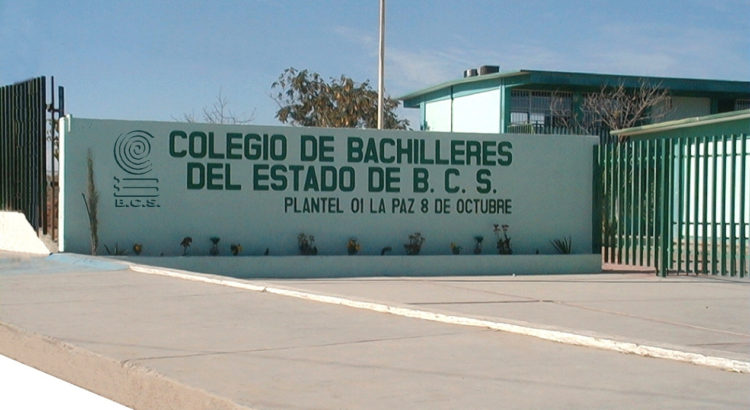 COLEGIO DE BACHILLERES
DEL ESTADO DE B. C. S.
PLANTEL 01 LA PAZ 8 DE OCTUBRE
B.C.S.